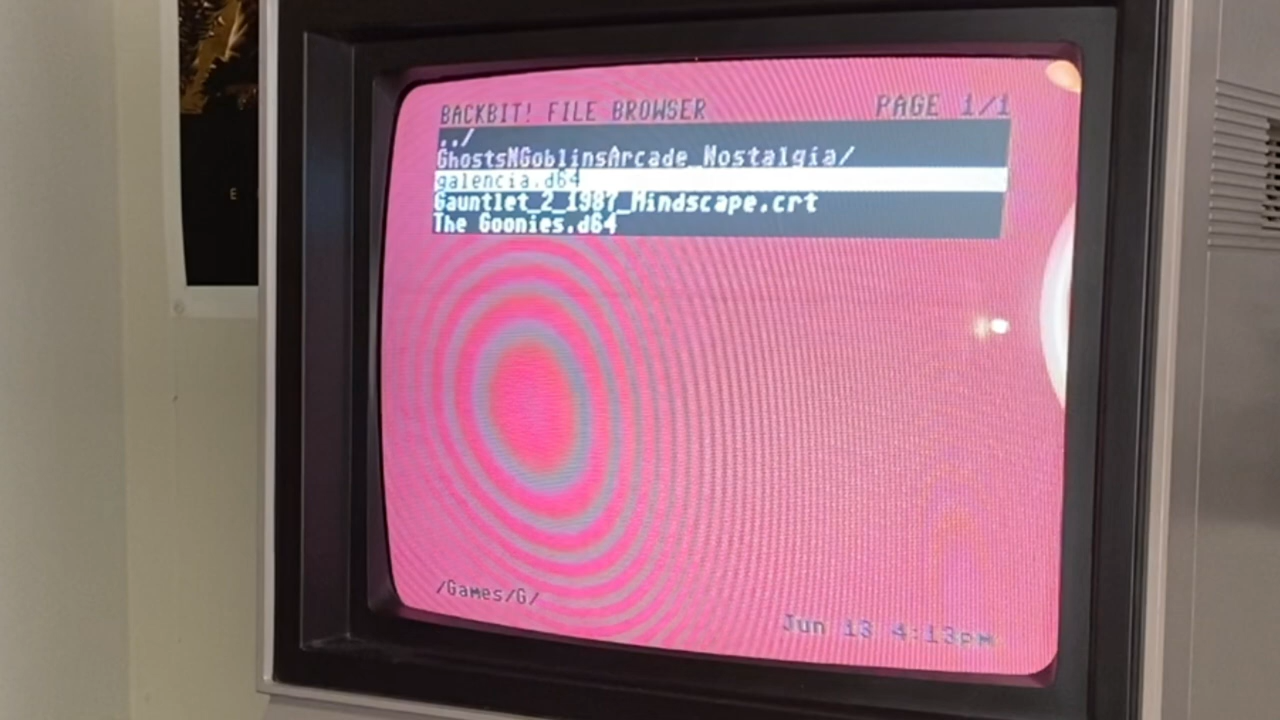 BACKBIT! FILE BROWSER PAGE 1/1
../
GhostsNGoblinsArcade_Nostalgia/
galencia.d64
Gauntlet_2_1987_Mindscape.crt
The Goonies.d64
/Games/G/
Jun 13 4:13pm
E